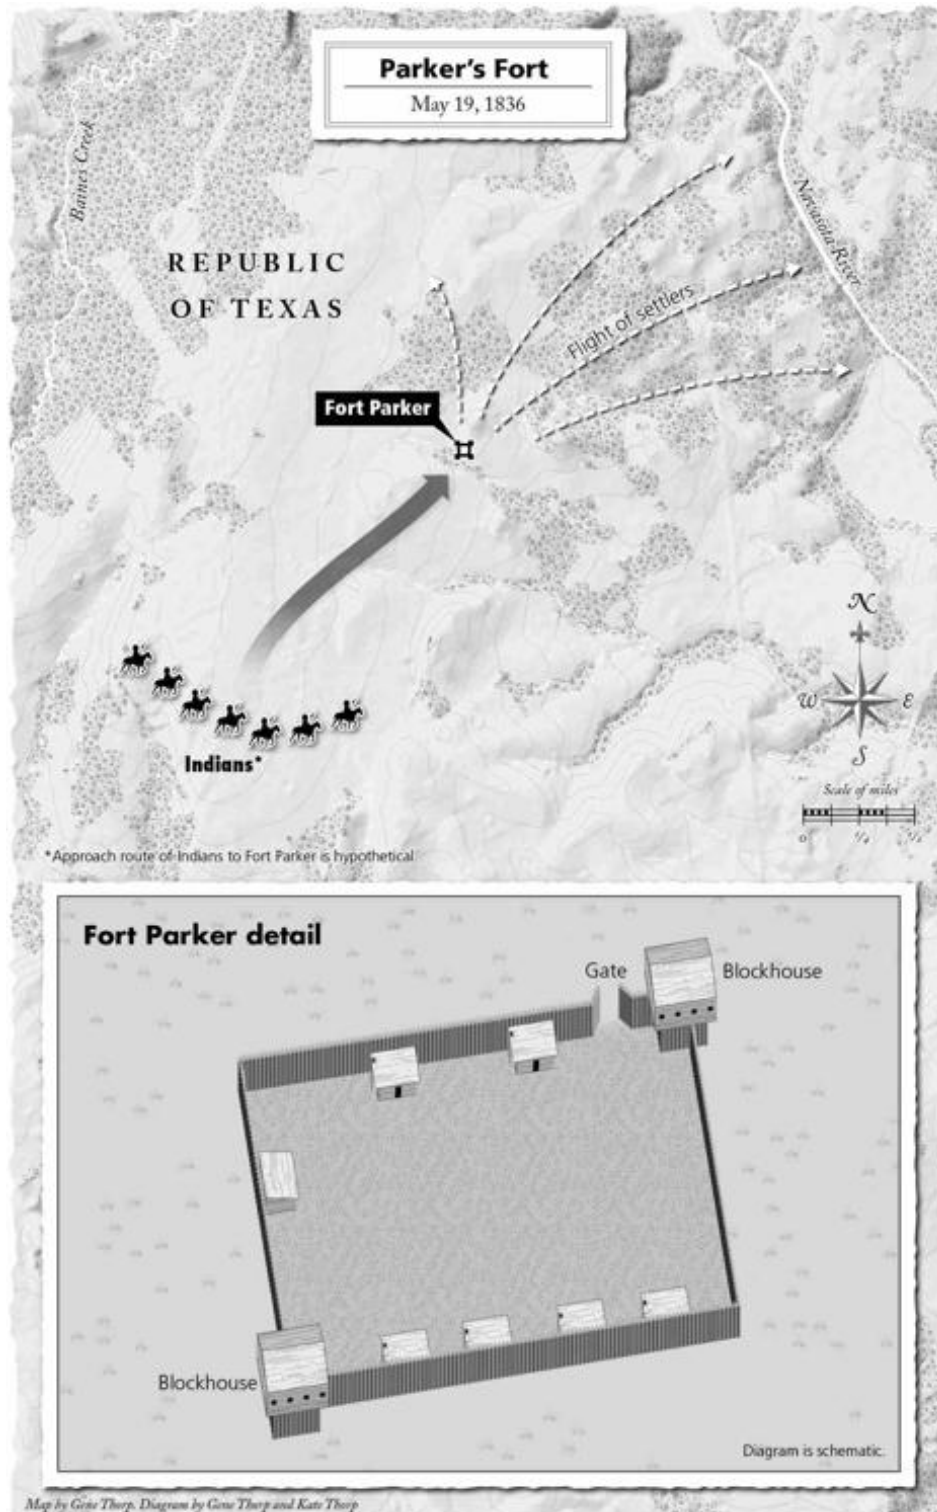 Parker's Fort
May 19, 1836
Baines Creek
Navasota River
REPUBLIC
OF TEXAS
Flight of settlers
Fort Parker
N
W
E
S
Indians*
Scale of miles
0
1/4
1/2
*Approach route of Indians to Fort Parker is hypothetical
Fort Parker detail
Gate
Blockhouse
Blockhouse
Diagram is schematic.
Map by Gene Thorp. Diagram by Gene Thorp and Kate Thorp